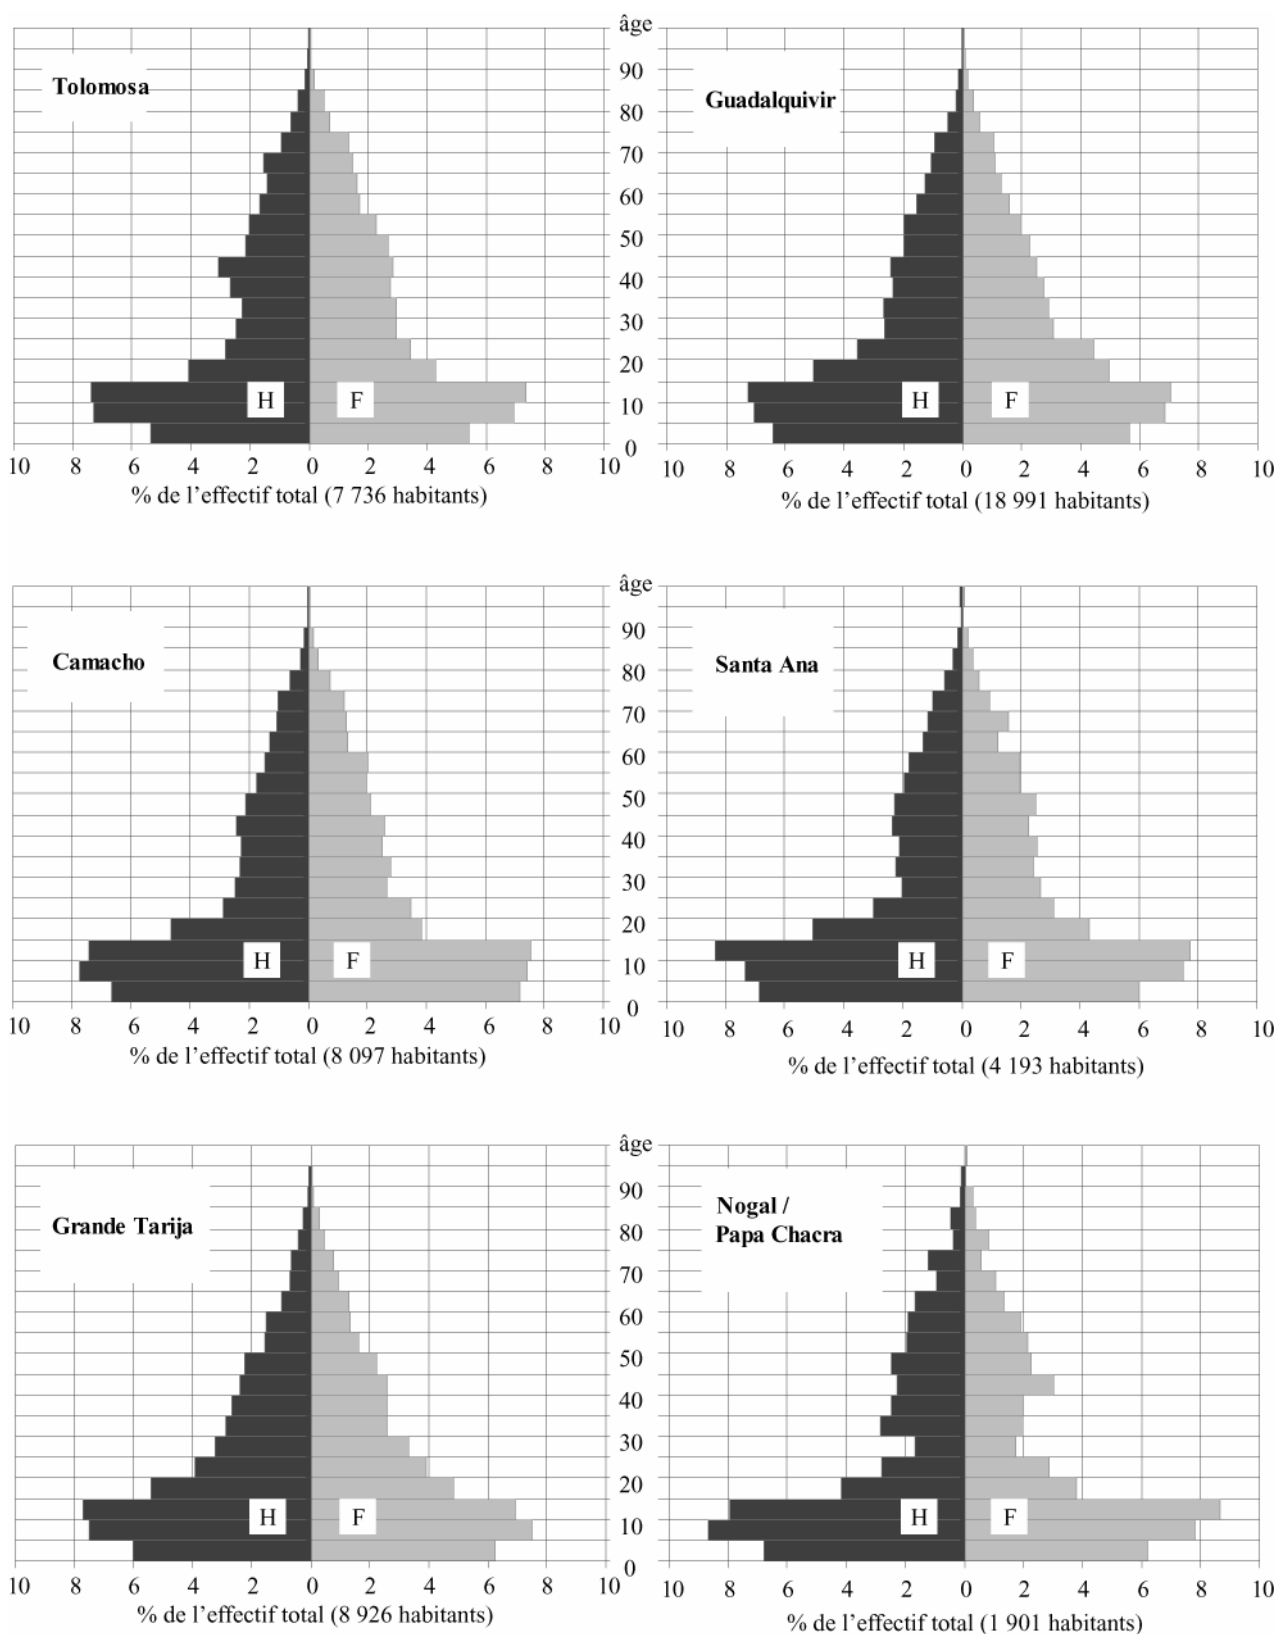 âge
Tolomosa
Guadalquivir
90
80
70
60
50
40
30
20
10
0
H F
H F
10 8 6 4 2 0 2 4 6 8 10
10 8 6 4 2 0 2 4 6 8 10
% de l'effectif total (7 736 habitants)
% de l'effectif total (18 991 habitants)
âge
Camacho
Santa Ana
90
80
70
60
50
40
30
20
10
0
H F
H F
10 8 6 4 2 0 2 4 6 8 10
10 8 6 4 2 0 2 4 6 8 10
% de l'effectif total (8 097 habitants)
% de l'effectif total (4 193 habitants)
âge
Grande Tarija
Nogal /
Papa Chacra
90
80
70
60
50
40
30
20
10
0
H F
H F
10 8 6 4 2 0 2 4 6 8 10
10 8 6 4 2 0 2 4 6 8 10
% de l'effectif total (8 926 habitants)
% de l'effectif total (1 901 habitants)